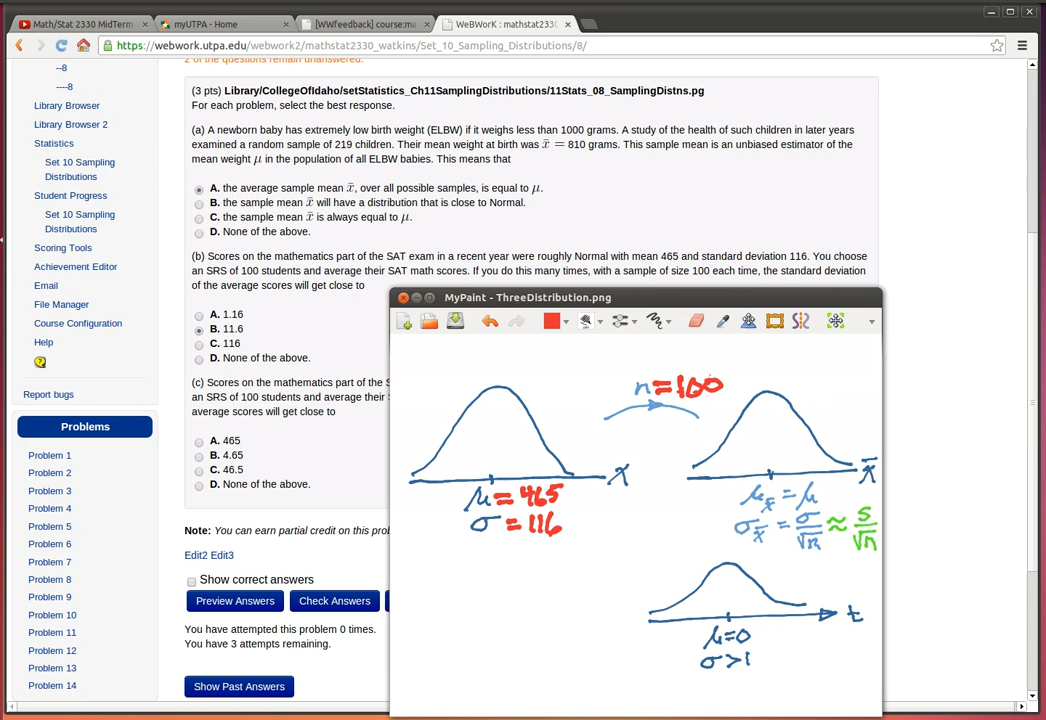 Math/Stat 2330 MidTerm
myUTPA - Home
[WWfeedback] course:ma
WeBWorK : mathstat233
https://webwork.utpa.edu/webwork2/mathstat2330_watkins/Set_10_Sampling_Distributions/8/
--8
----8
Library Browser
Library Browser 2
Statistics
Set 10 Sampling
Distributions
Student Progress
Set 10 Sampling
Distributions
Scoring Tools
Achievement Editor
Email
File Manager
Course Configuration
Help
Report bugs
Problems
Problem 1
Problem 2
Problem 3
Problem 4
Problem 5
Problem 6
Problem 7
Problem 8
Problem 9
Problem 10
Problem 11
Problem 12
Problem 13
Problem 14
2 of the questions remain unanswered.
(3 pts) Library/CollegeOfIdaho/setStatistics_Ch11SamplingDistributions/11Stats_08_SamplingDistns.pg
For each problem, select the best response.
(a) A newborn baby has extremely low birth weight (ELBW) if it weighs less than 1000 grams. A study of the health of such children in later years
examined a random sample of 219 children. Their mean weight at birth was x̄ = 810 grams. This sample mean is an unbiased estimator of the
mean weight μ in the population of all ELBW babies. This means that
A. the average sample mean x̄, over all possible samples, is equal to μ.
B. the sample mean x̄ will have a distribution that is close to Normal.
C. the sample mean x̄ is always equal to μ.
D. None of the above.
(b) Scores on the mathematics part of the SAT exam in a recent year were roughly Normal with mean 465 and standard deviation 116. You choose
an SRS of 100 students and average their SAT math scores. If you do this many times, with a sample of size 100 each time, the standard deviation
of the average scores will get close to
A. 1.16
B. 11.6
C. 116
D. None of the above.
(c) Scores on the mathematics part of the S
an SRS of 100 students and average their S
average scores will get close to
A. 465
B. 4.65
C. 46.5
D. None of the above.
Note: You can earn partial credit on this pro
Edit2 Edit3
Show correct answers
Preview Answers
Check Answers
You have attempted this problem 0 times.
You have 3 attempts remaining.
Show Past Answers
MyPaint - ThreeDistribution.png
n = 100
x
μ = 465
σ = 116
x̄
μx̄ = μ
σx̄ = σ/√n ≈ s/√n
t
μ=0
σ>1